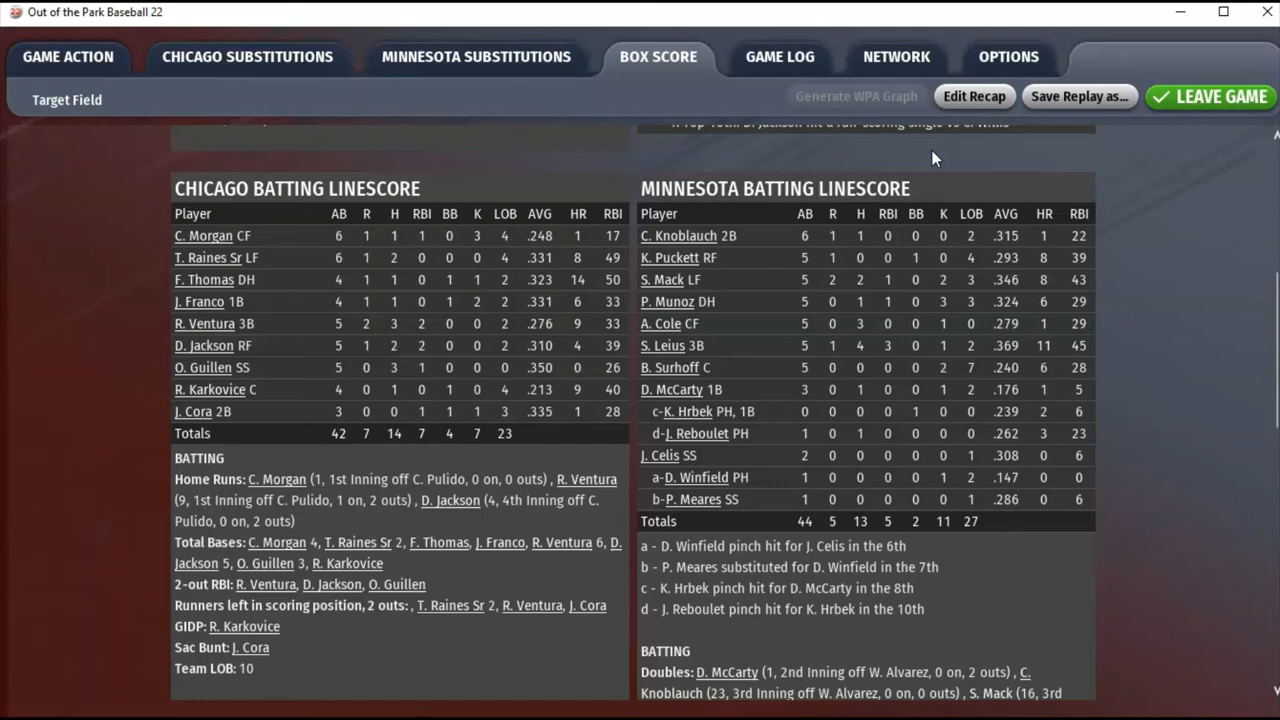 Out of the Park Baseball 22
GAME ACTION CHICAGO SUBSTITUTIONS MINNESOTA SUBSTITUTIONS BOX SCORE GAME LOG NETWORK OPTIONS
Target Field Generate WPA Graph Edit Recap Save Replay as... LEAVE GAME
CHICAGO BATTING LINESCORE
Player AB R H RBI BB K LOB AVG HR RBI
C. Morgan CF 6 1 1 1 0 3 4 .248 1 17
T. Raines Sr LF 6 1 2 0 0 0 4 .331 8 49
F. Thomas DH 4 1 1 0 1 1 2 .323 14 50
J. Franco 1B 4 1 1 0 1 2 2 .331 6 33
R. Ventura 3B 5 2 3 2 0 0 2 .276 9 33
D. Jackson RF 5 1 2 2 0 0 2 .310 4 39
O. Guillen SS 5 0 3 1 0 0 0 .350 0 26
R. Karkovice C 4 0 1 0 1 0 4 .213 9 40
J. Cora 2B 3 0 0 1 1 1 3 .335 1 28
Totals 42 7 14 7 4 7 23
BATTING
Home Runs: C. Morgan (1, 1st Inning off C. Pulido, 0 on, 0 outs) , R. Ventura
(9, 1st Inning off C. Pulido, 1 on, 2 outs) , D. Jackson (4, 4th Inning off C.
Pulido, 0 on, 2 outs)
Total Bases: C. Morgan 4, T. Raines Sr 2, F. Thomas, J. Franco, R. Ventura 6, D.
Jackson 5, O. Guillen 3, R. Karkovice
2-out RBI: R. Ventura, D. Jackson, O. Guillen
Runners left in scoring position, 2 outs: , T. Raines Sr 2, R. Ventura, J. Cora
GIDP: R. Karkovice
Sac Bunt: J. Cora
Team LOB: 10
MINNESOTA BATTING LINESCORE
Player AB R H RBI BB K LOB AVG HR RBI
C. Knoblauch 2B 6 1 1 0 0 0 2 .315 1 22
K. Puckett RF 5 1 0 0 1 0 4 .293 8 39
S. Mack LF 5 2 2 1 0 2 3 .346 8 43
P. Munoz DH 5 0 1 1 0 3 3 .324 6 29
A. Cole CF 5 0 3 0 0 1 0 .279 1 29
S. Leius 3B 5 1 4 3 0 1 2 .369 11 45
B. Surhoff C 5 0 0 0 0 2 7 .240 6 28
D. McCarty 1B 3 0 1 0 0 1 2 .176 1 5
c-K. Hrbek PH, 1B 0 0 0 0 1 0 0 .239 2 6
d-J. Reboulet PH 1 0 1 0 0 0 0 .262 3 23
J. Celis SS 2 0 0 0 0 0 1 .308 0 6
a-D. Winfield PH 1 0 0 0 0 1 2 .147 0 0
b-P. Meares SS 1 0 0 0 0 0 1 .286 0 6
Totals 44 5 13 5 2 11 27
a - D. Winfield pinch hit for J. Celis in the 6th
b - P. Meares substituted for D. Winfield in the 7th
c - K. Hrbek pinch hit for D. McCarty in the 8th
d - J. Reboulet pinch hit for K. Hrbek in the 10th
BATTING
Doubles: D. McCarty (1, 2nd Inning off W. Alvarez, 0 on, 2 outs) , C.
Knoblauch (23, 3rd Inning off W. Alvarez, 0 on, 0 outs) , S. Mack (16, 3rd